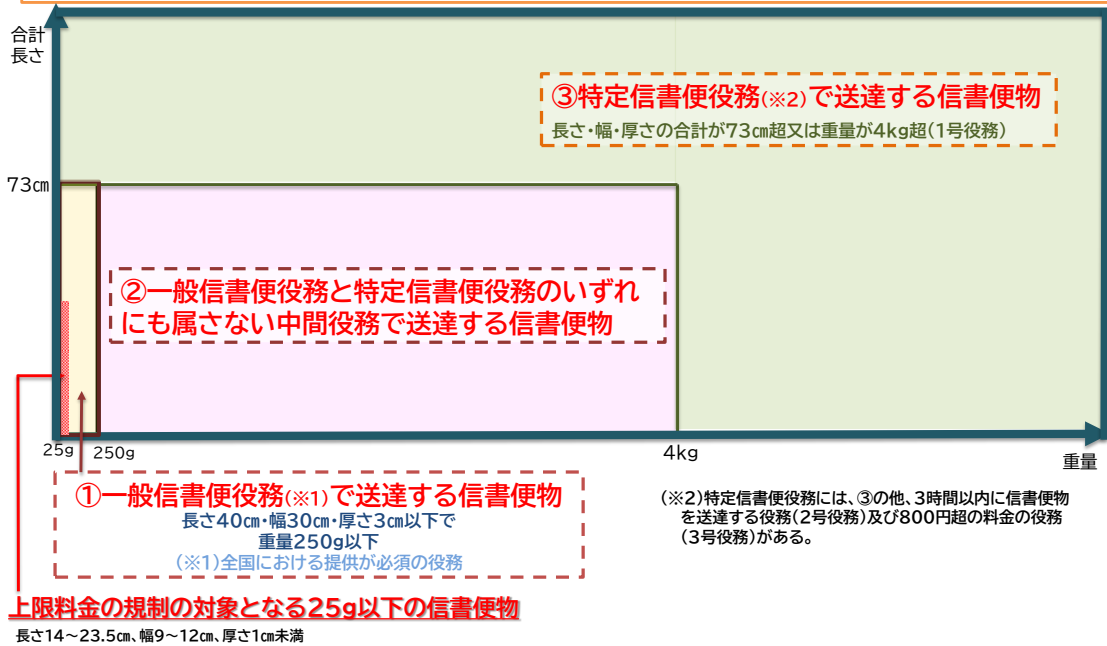 合計
長さ
③特定信書便役務(※2)で送達する信書便物
長さ・幅・厚さの合計が73㎝超又は重量が4kg超(1号役務)
73㎝
②一般信書便役務と特定信書便役務のいずれ
にも属さない中間役務で送達する信書便物
25g
250g
4kg
重量
①一般信書便役務(※1)で送達する信書便物
長さ40㎝・幅30㎝・厚さ3㎝以下で
重量250g以下
(※1)全国における提供が必須の役務
(※2)特定信書便役務には、③の他、3時間以内に信書便物
を送達する役務(2号役務)及び800円超の料金の役務
(3号役務)がある。
上限料金の規制の対象となる25g以下の信書便物
長さ14～23.5㎝、幅9～12㎝、厚さ1㎝未満